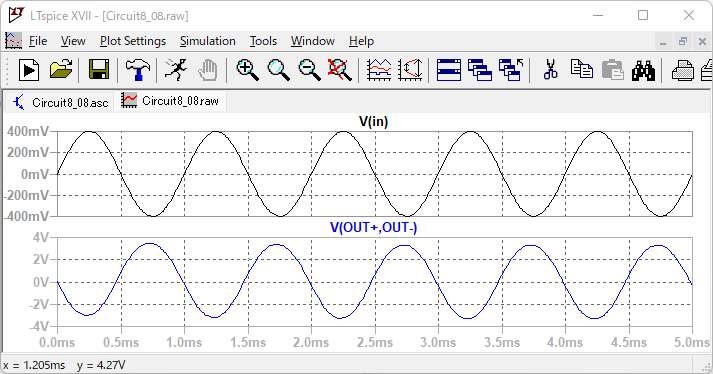 LTspice XVII - [Circuit8_08.raw]
File View Plot Settings Simulation Tools Window Help
Circuit8_08.asc Circuit8_08.raw
V(in)
400mV
200mV
0mV
-200mV
-400mV
V(OUT+,OUT-)
4V
2V
0V
-2V
-4V
0.0ms 0.5ms 1.0ms 1.5ms 2.0ms 2.5ms 3.0ms 3.5ms 4.0ms 4.5ms 5.0ms
x = 1.205ms y = 4.27V